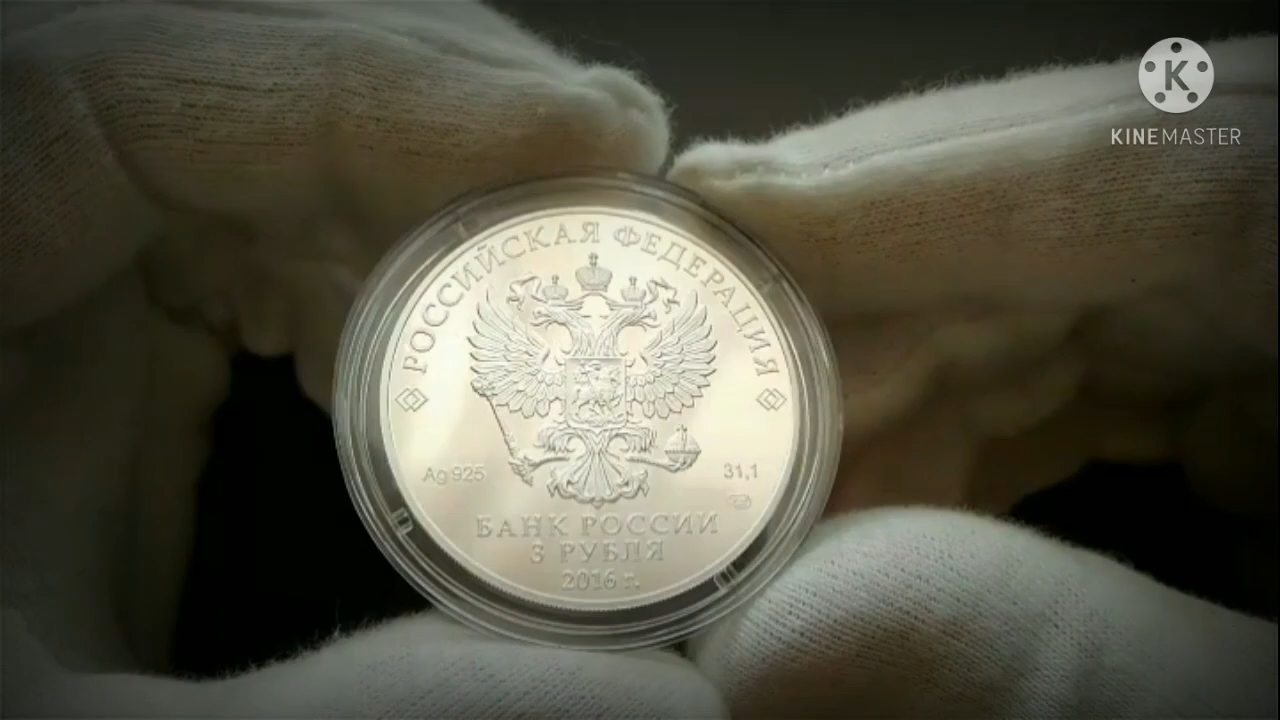 K
KINEMASTER
РОССИЙСКАЯ ФЕДЕРАЦИЯ
Ag 925
31,1
БАНК РОССИИ
3 РУБЛЯ
2016 г.